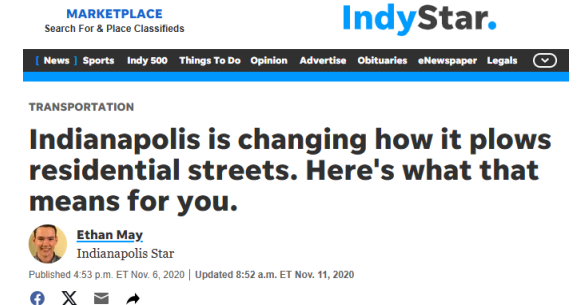 MARKETPLACE
Search For & Place Classifieds
IndyStar.
[ News ] Sports Indy 500 Things To Do Opinion Advertise Obituaries eNewspaper Legals
TRANSPORTATION
Indianapolis is changing how it plows
residential streets. Here's what that
means for you.
Ethan May
Indianapolis Star
Published 4:53 p.m. ET Nov. 6, 2020 | Updated 8:52 a.m. ET Nov. 11, 2020